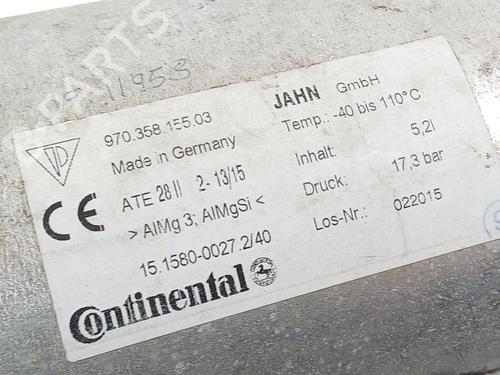 11953
970.358.155.03
Made in Germany
CE
ATE 28 II 2-13/15
> AlMg 3; AlMgSi <
15.1580-0027.2/40
Continental
JAHN GmbH
Temp.: -40 bis 110°C
Inhalt: 5,2l
Druck: 17,3 bar
Los-Nr.: 022015